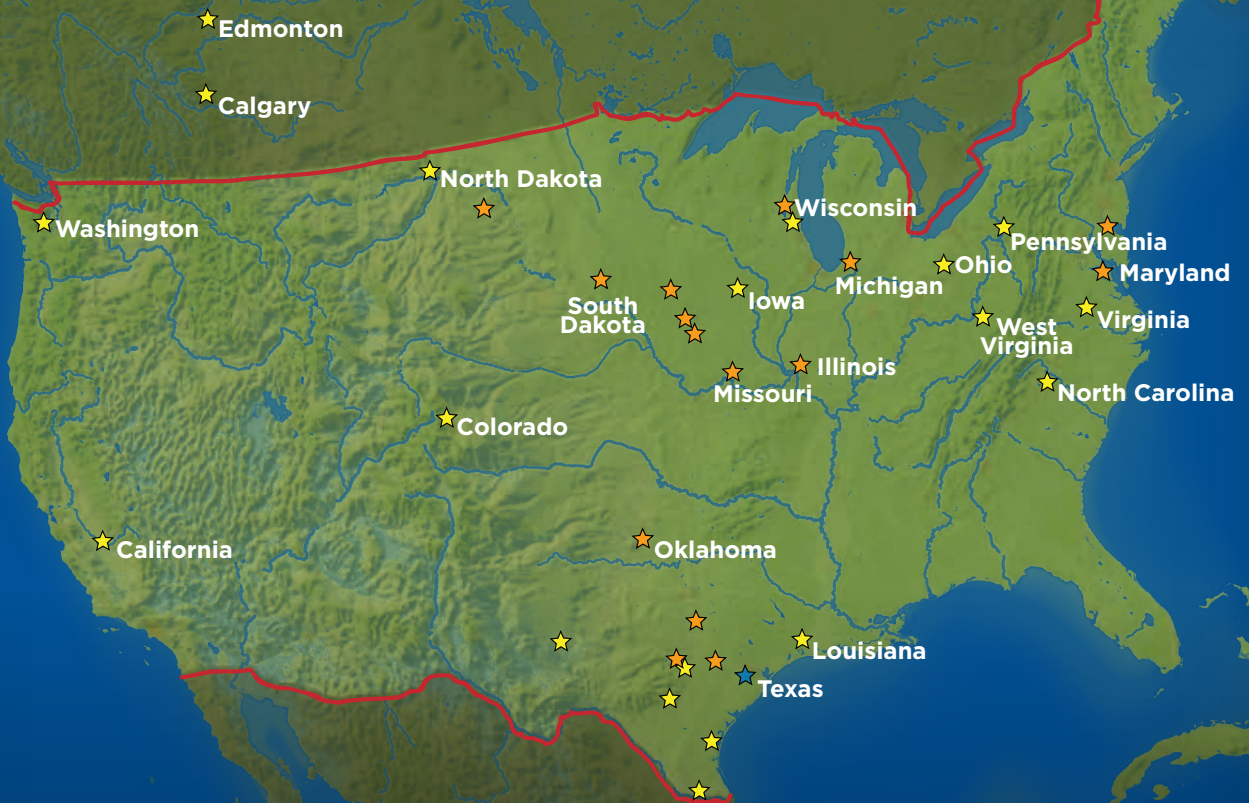 Edmonton
Calgary
North Dakota
Washington
Wisconsin
Pennsylvania
Ohio
Maryland
Michigan
Iowa
South
Dakota
Virginia
West
Virginia
Illinois
Missouri
North Carolina
Colorado
California
Oklahoma
Louisiana
Texas